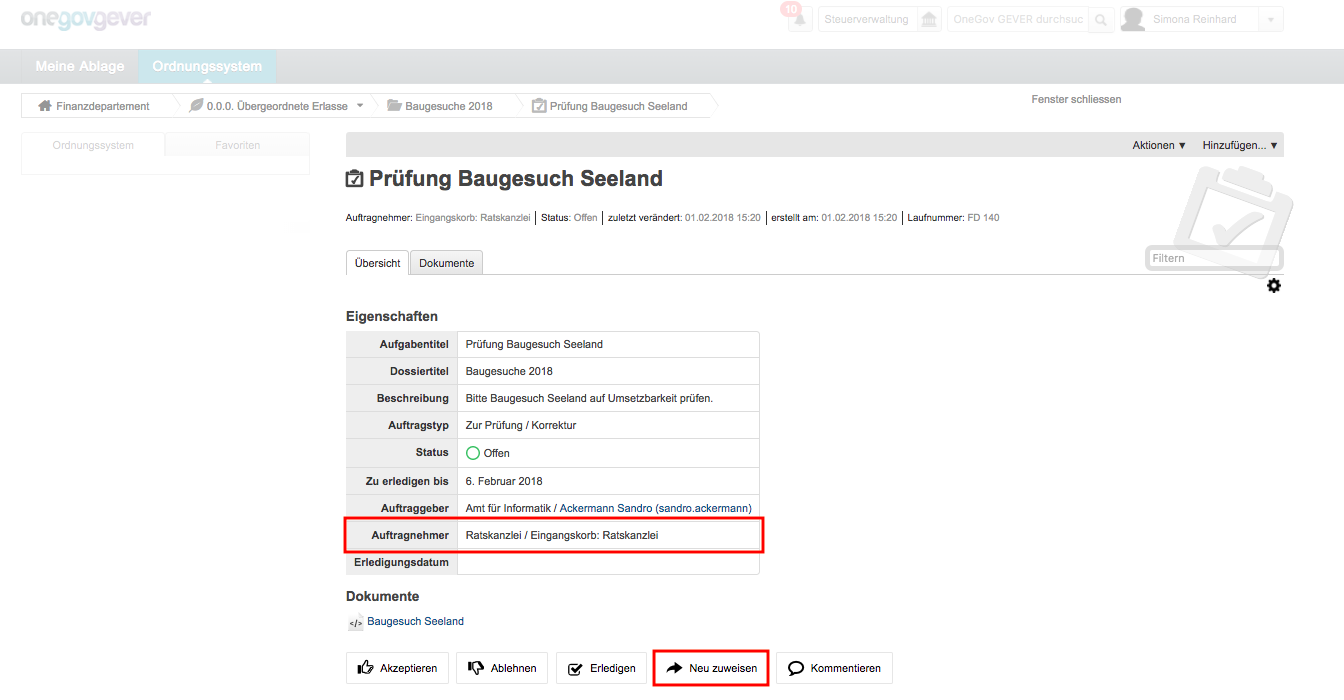 onegovgever
10
Steuerverwaltung
OneGov GEVER durchsuc
Simona Reinhard
Meine Ablage
Ordnungssystem
Finanzdepartement
0.0.0. Übergeordnete Erlasse
Baugesuche 2018
Prüfung Baugesuch Seeland
Fenster schliessen
Ordnungssystem
Favoriten
Aktionen ▼
Hinzufügen... ▼
Prüfung Baugesuch Seeland
Auftragnehmer: Eingangskorb: Ratskanzlei | Status: Offen | zuletzt verändert: 01.02.2018 15:20 | erstellt am: 01.02.2018 15:20 | Laufnummer: FD 140
Übersicht
Dokumente
Filtern
Eigenschaften
Aufgabentitel Prüfung Baugesuch Seeland
Dossiertitel Baugesuche 2018
Beschreibung Bitte Baugesuch Seeland auf Umsetzbarkeit prüfen.
Auftragstyp Zur Prüfung / Korrektur
Status Offen
Zu erledigen bis 6. Februar 2018
Auftraggeber Amt für Informatik / Ackermann Sandro (sandro.ackermann)
Auftragnehmer Ratskanzlei / Eingangskorb: Ratskanzlei
Erledigungsdatum
Dokumente
Baugesuch Seeland
Akzeptieren
Ablehnen
Erledigen
Neu zuweisen
Kommentieren